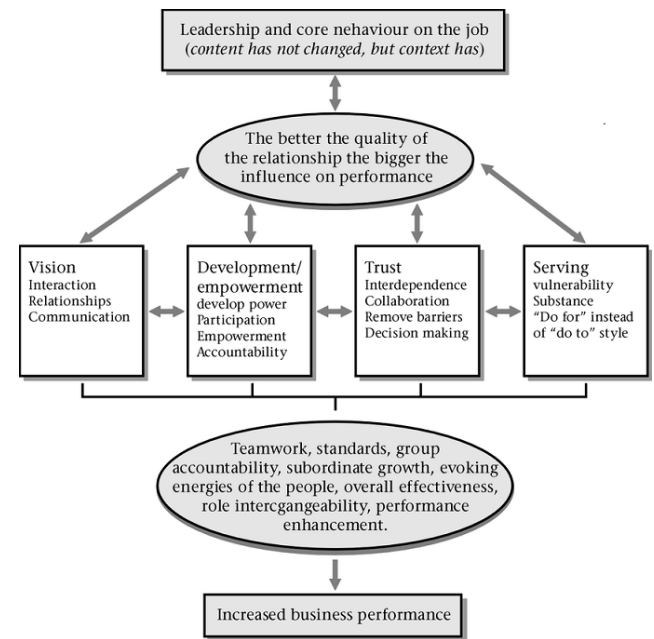 Leadership and core nehaviour on the job
(content has not changed, but context has)
The better the quality of
the relationship the bigger the
influence on performance
Vision
Interaction
Relationships
Communication
Development/
empowerment
develop power
Participation
Empowerment
Accountability
Trust
Interdependence
Collaboration
Remove barriers
Decision making
Serving
vulnerability
Substance
“Do for” instead
of “do to” style
Teamwork, standards, group
accountability, subordinate growth, evoking
energies of the people, overall effectiveness,
role intercgangeability, performance
enhancement.
Increased business performance